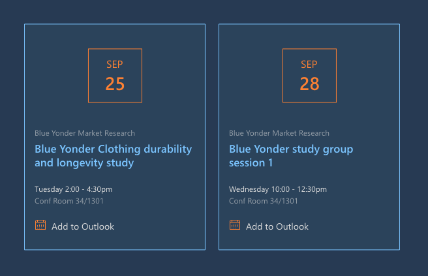 SEP
25
Blue Yonder Market Research
Blue Yonder Clothing durability
and longevity study
Tuesday 2:00 - 4:30pm
Conf Room 34/1301
Add to Outlook
SEP
28
Blue Yonder Market Research
Blue Yonder study group
session 1
Wednesday 10:00 - 12:30pm
Conf Room 34/1301
Add to Outlook